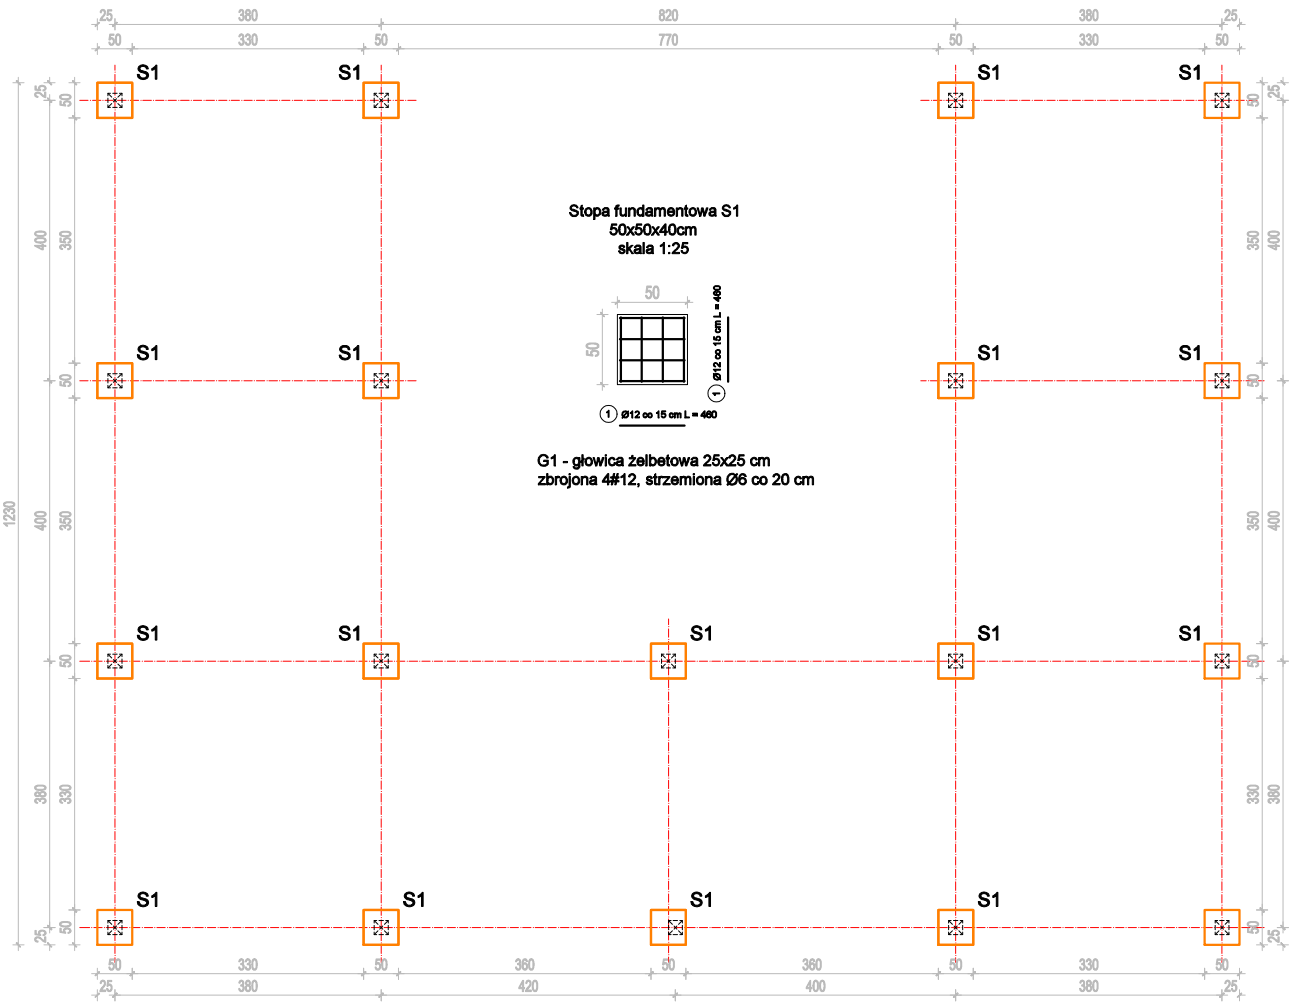 25 380 820 380 25
50 330 50 770 50 330 50
S1 S1 S1 S1
25 50 50 25
400 350 350 400
Stopa fundamentowa S1
50x50x40cm
skala 1:25
50
50
Ø12 co 15 cm L = 460
1
1 Ø12 co 15 cm L = 460
S1 S1 S1 S1
50 50
G1 - głowica żelbetowa 25x25 cm
zbrojona 4#12, strzemiona Ø6 co 20 cm
1230 400 350 350 400
S1 S1 S1 S1 S1
50 50
380 330 330 380
S1 S1 S1 S1
25 50 50 25
50 330 50 360 50 360 50 330 50
25 380 420 400 380 25